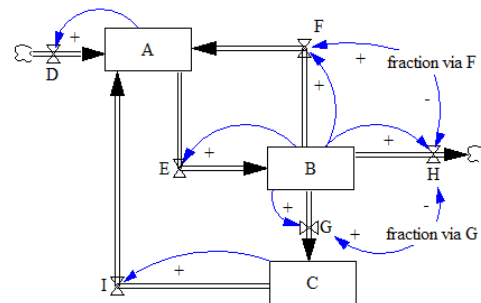 F
+
A
+
fraction via F
D
+
-
+
+
E
B
H
+
-
G
+
fraction via G
C
+
I